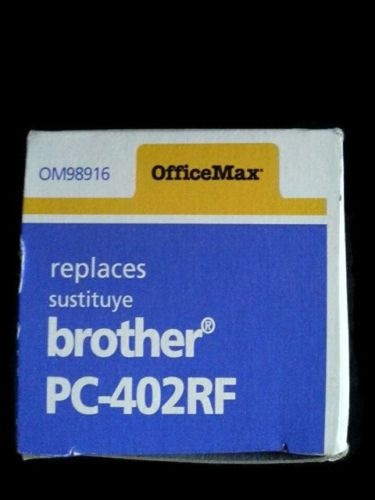 OM98916
OfficeMax®
replaces
sustituye
brother®
PC-402RF